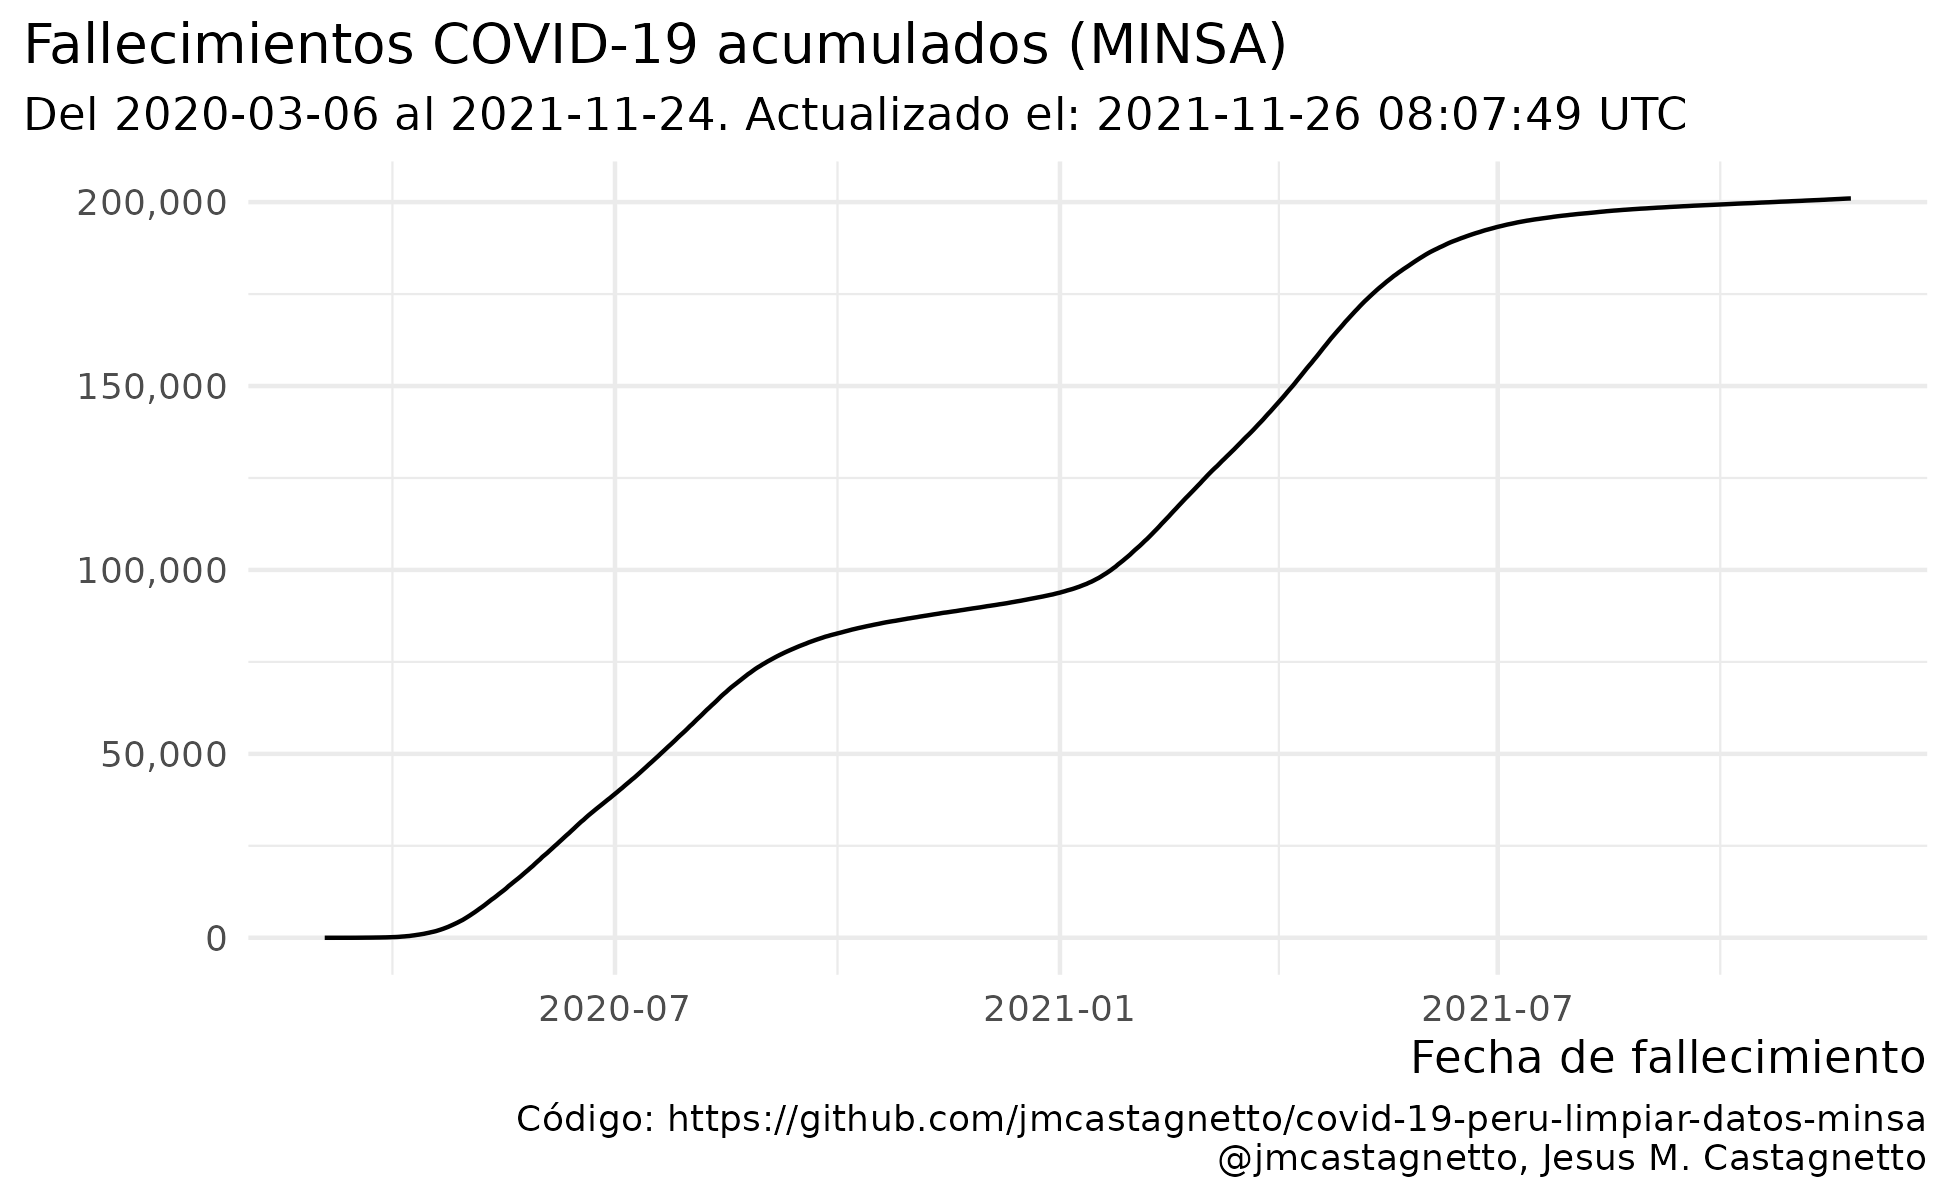 Fallecimientos COVID-19 acumulados (MINSA)
Del 2020-03-06 al 2021-11-24. Actualizado el: 2021-11-26 08:07:49 UTC
200,000
150,000
100,000
50,000
0
2020-07
2021-01
2021-07
Fecha de fallecimiento
Código: https://github.com/jmcastagnetto/covid-19-peru-limpiar-datos-minsa
@jmcastagnetto, Jesus M. Castagnetto